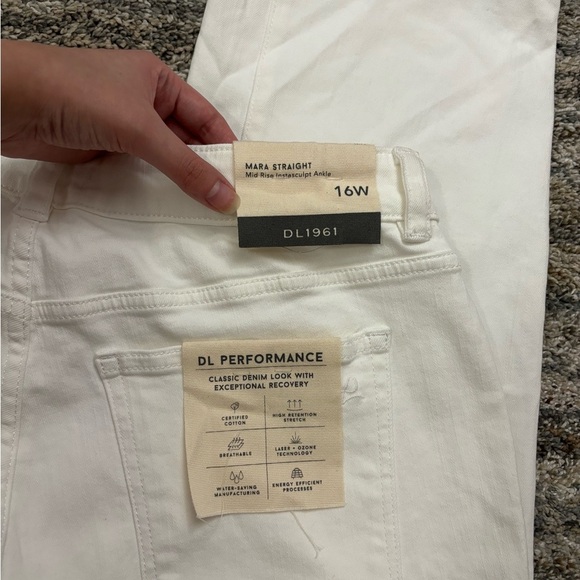 MARA STRAIGHT
Mid Rise Instasculpt Ankle
16W
DL1961
DL PERFORMANCE
CLASSIC DENIM LOOK WITH
EXCEPTIONAL RECOVERY
CERTIFIED
COTTON
HIGH RETENTION
STRETCH
BREATHABLE
LASER + OZONE
TECHNOLOGY
WATER-SAVING
MANUFACTURING
ENERGY EFFICIENT
PROCESSES